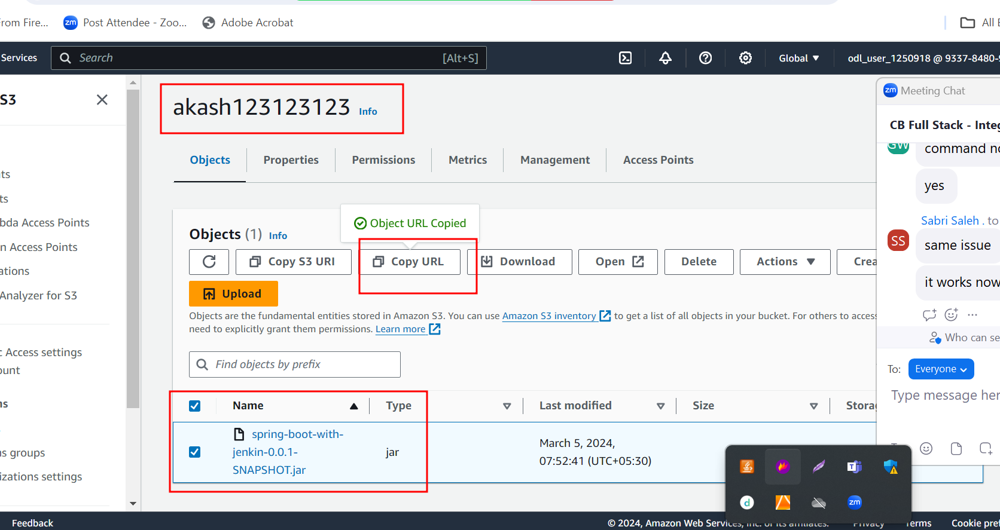 From Fire... zm Post Attendee - Zoo... Adobe Acrobat All B
Services Search [Alt+S] Global odl_user_1250918 @ 9337-8480-
S3
akash123123123 Info
Objects Properties Permissions Metrics Management Access Points
ts
ts
bda Access Points
n Access Points
ations
Analyzer for S3
c Access settings
ount
ns
ns groups
izations settings
Object URL Copied
Objects (1) Info
Copy S3 URI Copy URL Download Open Delete Actions Crea
Upload
Objects are the fundamental entities stored in Amazon S3. You can use Amazon S3 inventory to get a list of all objects in your bucket. For others to access
need to explicitly grant them permissions. Learn more
Find objects by prefix
Name Type Last modified Size Storag
spring-boot-with-
jenkin-0.0.1-
SNAPSHOT.jar
jar
March 5, 2024,
07:52:41 (UTC+05:30)
zm Meeting Chat
CB Full Stack - Integ
GW command no
yes
Sabri Saleh . to
SS same issue
it works now
Who can se
To: Everyone
Type message her
T
d zm
Feedback © 2024, Amazon Web Services, Inc. or its affiliates. Privacy Terms Cookie pref